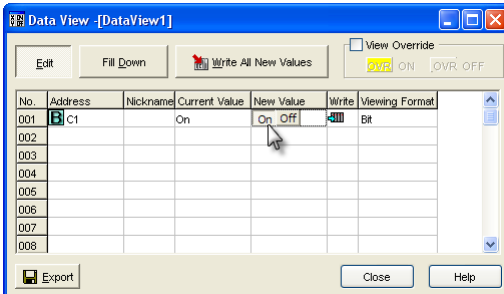 Data View -[DataView1]
Edit Fill Down Write All New Values View Override OVR ON OVR OFF
No. Address Nickname Current Value New Value Write Viewing Format
001 B C1 On On Off Bit
002
003
004
005
006
007
008
Export Close Help